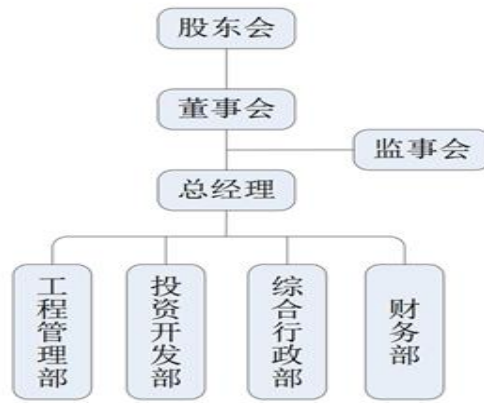 股东会
董事会
监事会
总经理
工程管理部
投资开发部
综合行政部
财务部